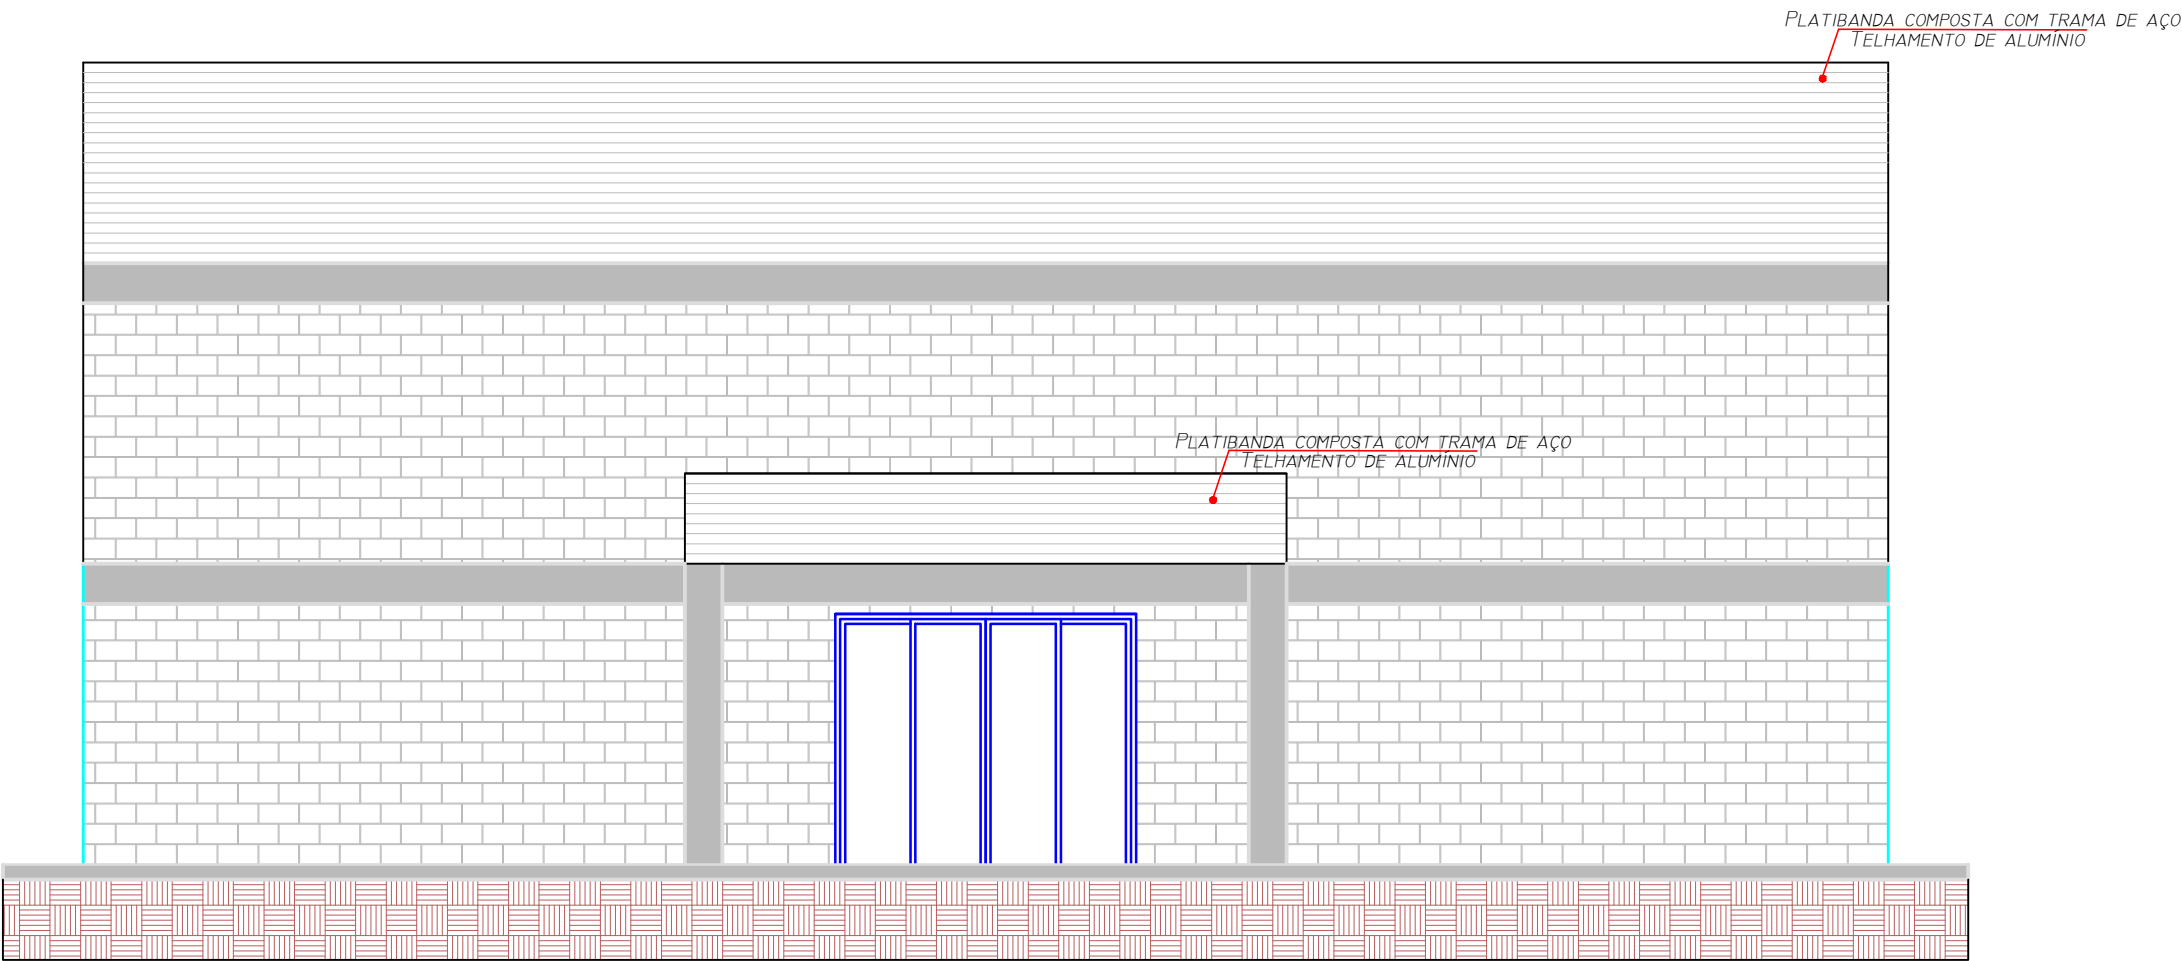 PLATIBANDA COMPOSTA COM TRAMA DE AÇO
TELHAMENTO DE ALUMÍNIO
PLATIBANDA COMPOSTA COM TRAMA DE AÇO
TELHAMENTO DE ALUMÍNIO